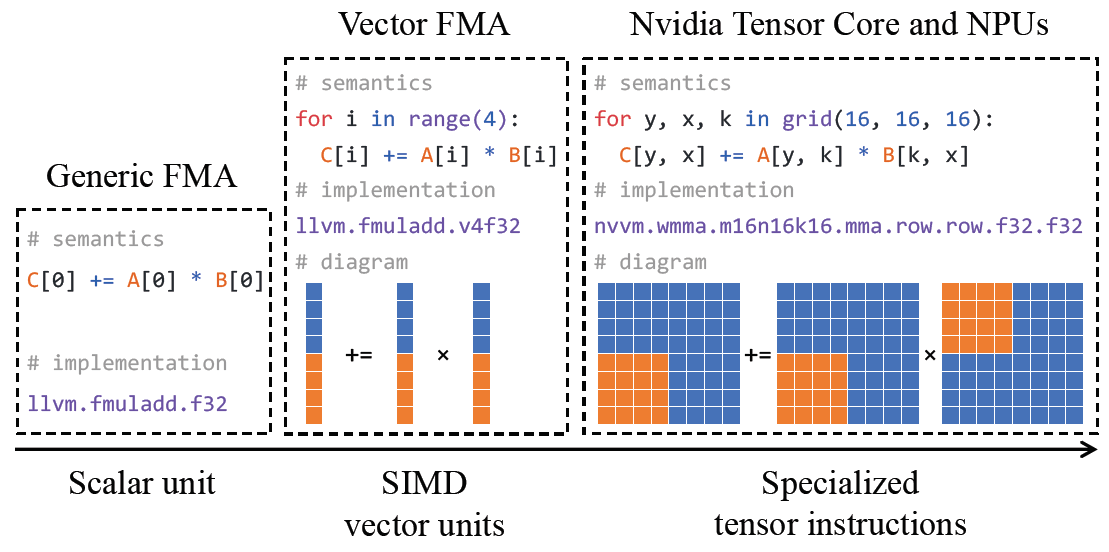 Generic FMA
# semantics
C[0] += A[0] * B[0]
# implementation
llvm.fmuladd.f32
Scalar unit
Vector FMA
# semantics
for i in range(4):
C[i] += A[i] * B[i]
# implementation
llvm.fmuladd.v4f32
# diagram
+= ×
SIMD
vector units
Nvidia Tensor Core and NPUs
# semantics
for y, x, k in grid(16, 16, 16):
C[y, x] += A[y, k] * B[k, x]
# implementation
nvvm.wmma.m16n16k16.mma.row.row.f32.f32
# diagram
+= ×
Specialized
tensor instructions